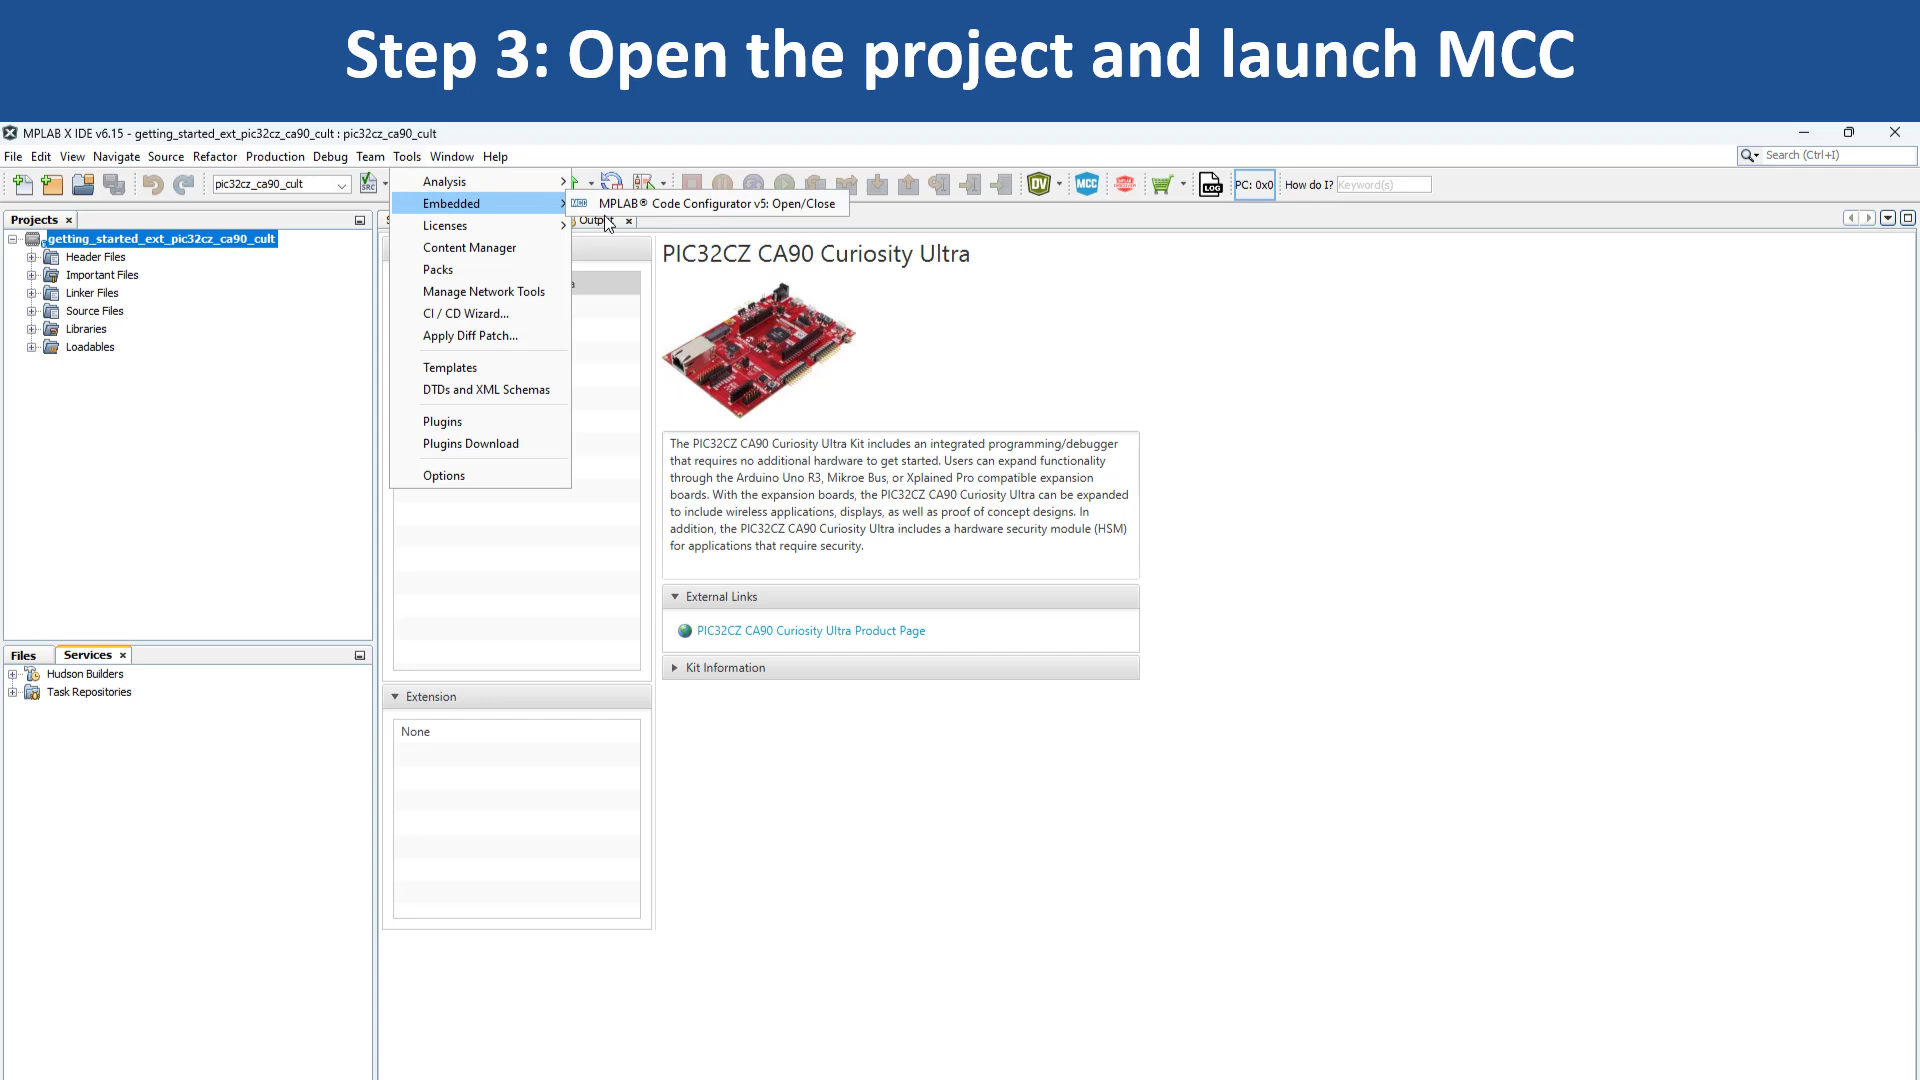 Step 3: Open the project and launch MCC
MPLAB X IDE v6.15 - getting_started_ext_pic32cz_ca90_cult : pic32cz_ca90_cult
File Edit View Navigate Source Refactor Production Debug Team Tools Window Help
Search (Ctrl+I)
pic32cz_ca90_cult
SRC
DV
MCC
LOG
PC: 0x0
How do I?
Keyword(s)
Analysis
Embedded
MCC
MPLAB® Code Configurator v5: Open/Close
Licenses
Content Manager
Packs
Manage Network Tools
CI / CD Wizard...
Apply Diff Patch...
Templates
DTDs and XML Schemas
Plugins
Plugins Download
Options
Projects
Output
getting_started_ext_pic32cz_ca90_cult
Header Files
Important Files
Linker Files
Source Files
Libraries
Loadables
Files
Services
Hudson Builders
Task Repositories
Extension
None
PIC32CZ CA90 Curiosity Ultra
The PIC32CZ CA90 Curiosity Ultra Kit includes an integrated programming/debugger
that requires no additional hardware to get started. Users can expand functionality
through the Arduino Uno R3, Mikroe Bus, or Xplained Pro compatible expansion
boards. With the expansion boards, the PIC32CZ CA90 Curiosity Ultra can be expanded
to include wireless applications, displays, as well as proof of concept designs. In
addition, the PIC32CZ CA90 Curiosity Ultra includes a hardware security module (HSM)
for applications that require security.
External Links
PIC32CZ CA90 Curiosity Ultra Product Page
Kit Information